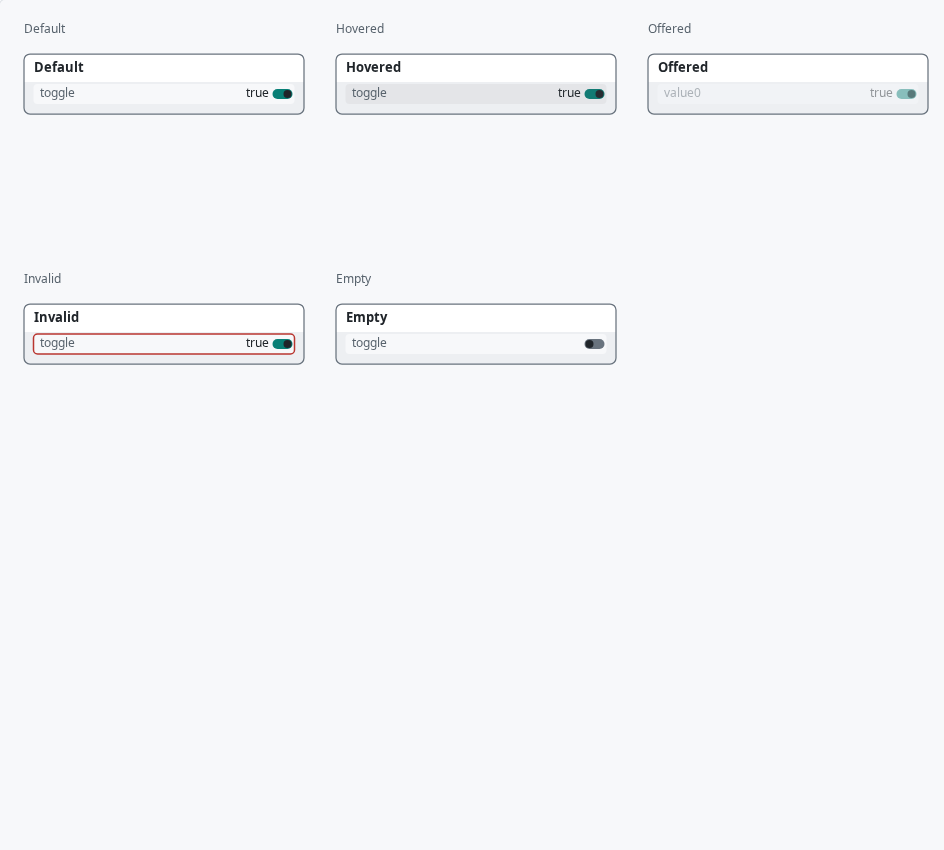 Default
Hovered
Offered
Default
Hovered
Offered
toggle true
toggle true
value0 true
Invalid
Empty
Invalid
Empty
toggle true
toggle